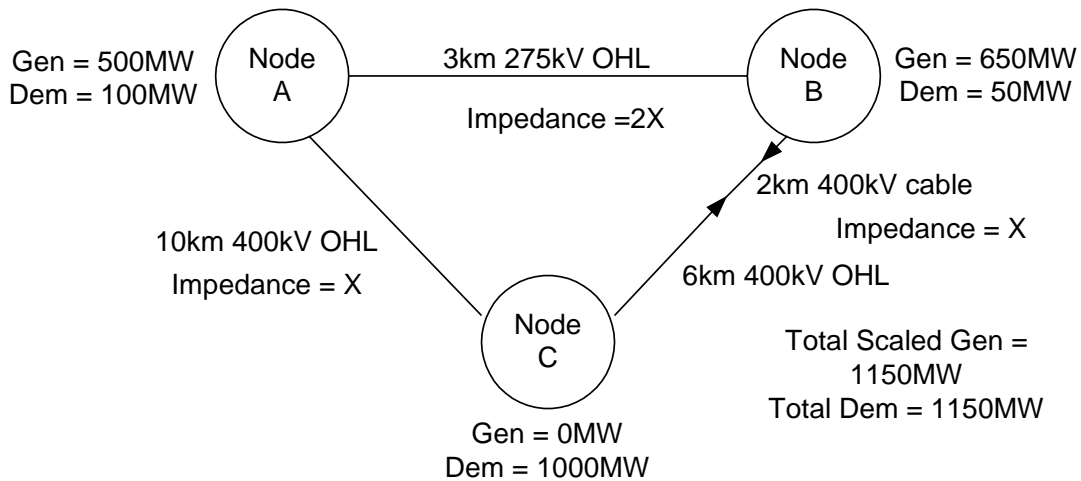 Gen = 500MW
Dem = 100MW
Node
A
3km 275kV OHL
Impedance =2X
Node
B
Gen = 650MW
Dem = 50MW
2km 400kV cable
Impedance = X
10km 400kV OHL
Impedance = X
6km 400kV OHL
Node
C
Gen = 0MW
Dem = 1000MW
Total Scaled Gen =
1150MW
Total Dem = 1150MW